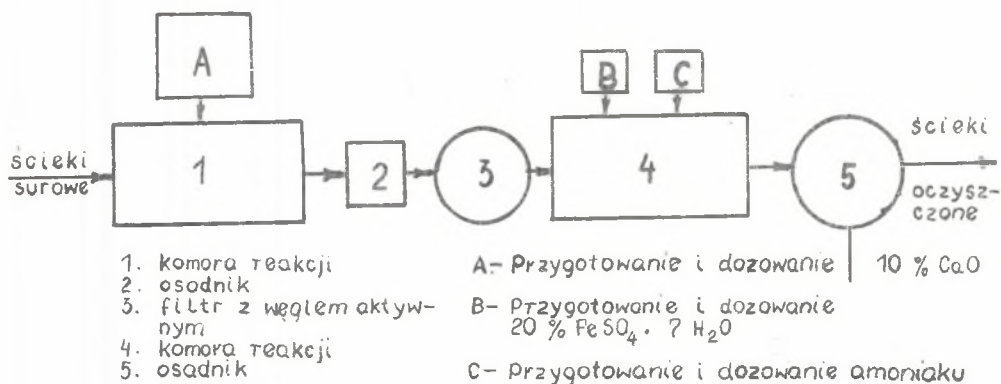 A
B C
ścieki
surowe
1
2
3
4
5
ścieki
oczysz-
czone
1. komora reakcji
2. osadnik
3. filtr z węglem aktyw-
nym
4. komora reakcji
5. osadnik
A- Przygotowanie i dozowanie 10 % CaO
B- Przygotowanie i dozowanie
20 % FeSO₄ · 7 H₂O
C- Przygotowanie i dozowanie amoniaku